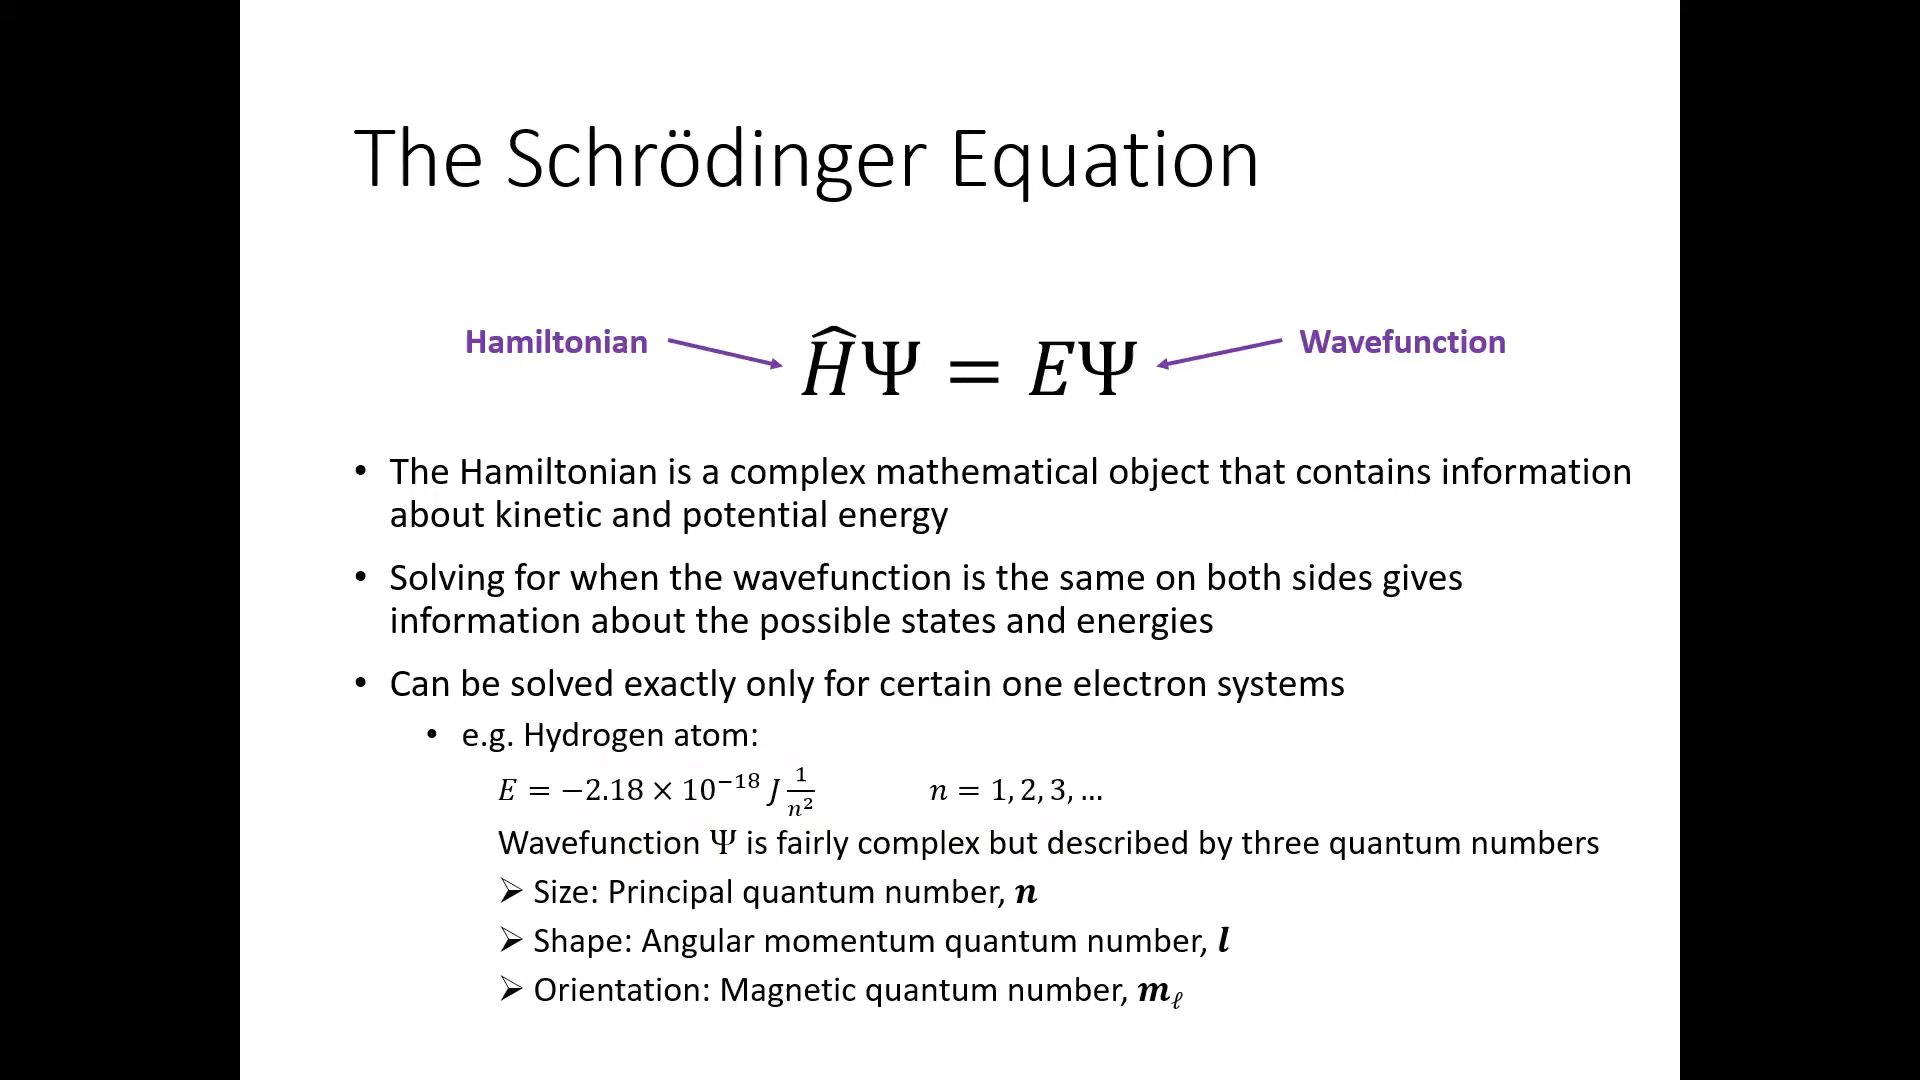 The Schrödinger Equation
Hamiltonian
ĤΨ = EΨ
Wavefunction
• The Hamiltonian is a complex mathematical object that contains information
about kinetic and potential energy
• Solving for when the wavefunction is the same on both sides gives
information about the possible states and energies
• Can be solved exactly only for certain one electron systems
• e.g. Hydrogen atom:
E = −2.18 × 10⁻¹⁸ J 1/n² n = 1, 2, 3, …
Wavefunction Ψ is fairly complex but described by three quantum numbers
➢ Size: Principal quantum number, n
➢ Shape: Angular momentum quantum number, l
➢ Orientation: Magnetic quantum number, m_ℓ